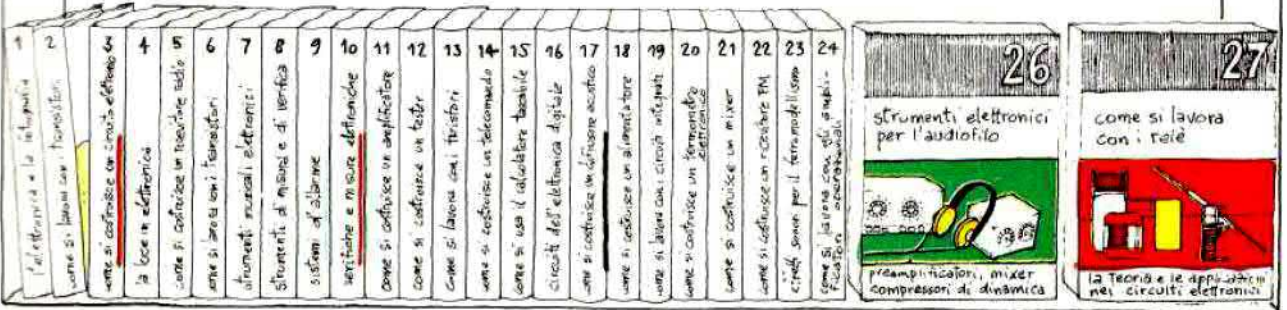 1
l'elettronica e la fotografia
2
come si lavora con i transistori
3
come si costruisce un circuito elettronico
4
la luce in elettronica
5
come si costruisce un ricevitore radio
6
come si lavora con i transistori
7
strumenti musicali elettronici
8
strumenti di misura e di verifica
9
sistemi d'allarme
10
verifiche e misure elettroniche
11
come si costruisce un amplificatore
12
come si costruisce un tester
13
come si lavora con i tiristori
14
come si costruisce un telecomando
15
come si usa il calcolatore tascabile
16
circuiti dell'elettronica digitale
17
come si costruisce un diffusore acustico
18
come si costruisce un alimentatore
19
come si lavora con i circuiti integrati
20
come si costruisce un termometro
elettronico
21
come si costruisce un mixer
22
come si costruisce un ricevitore FM
23
effetti sonori per il ferromodellismo
24
come si lavora con gli ampli-
ficatori operazionali
26
strumenti elettronici
per l'audiofilo
preamplificatori, mixer
compressori di dinamica
27
come si lavora
con i relè
la teoria e le applicazioni
nei circuiti elettronici